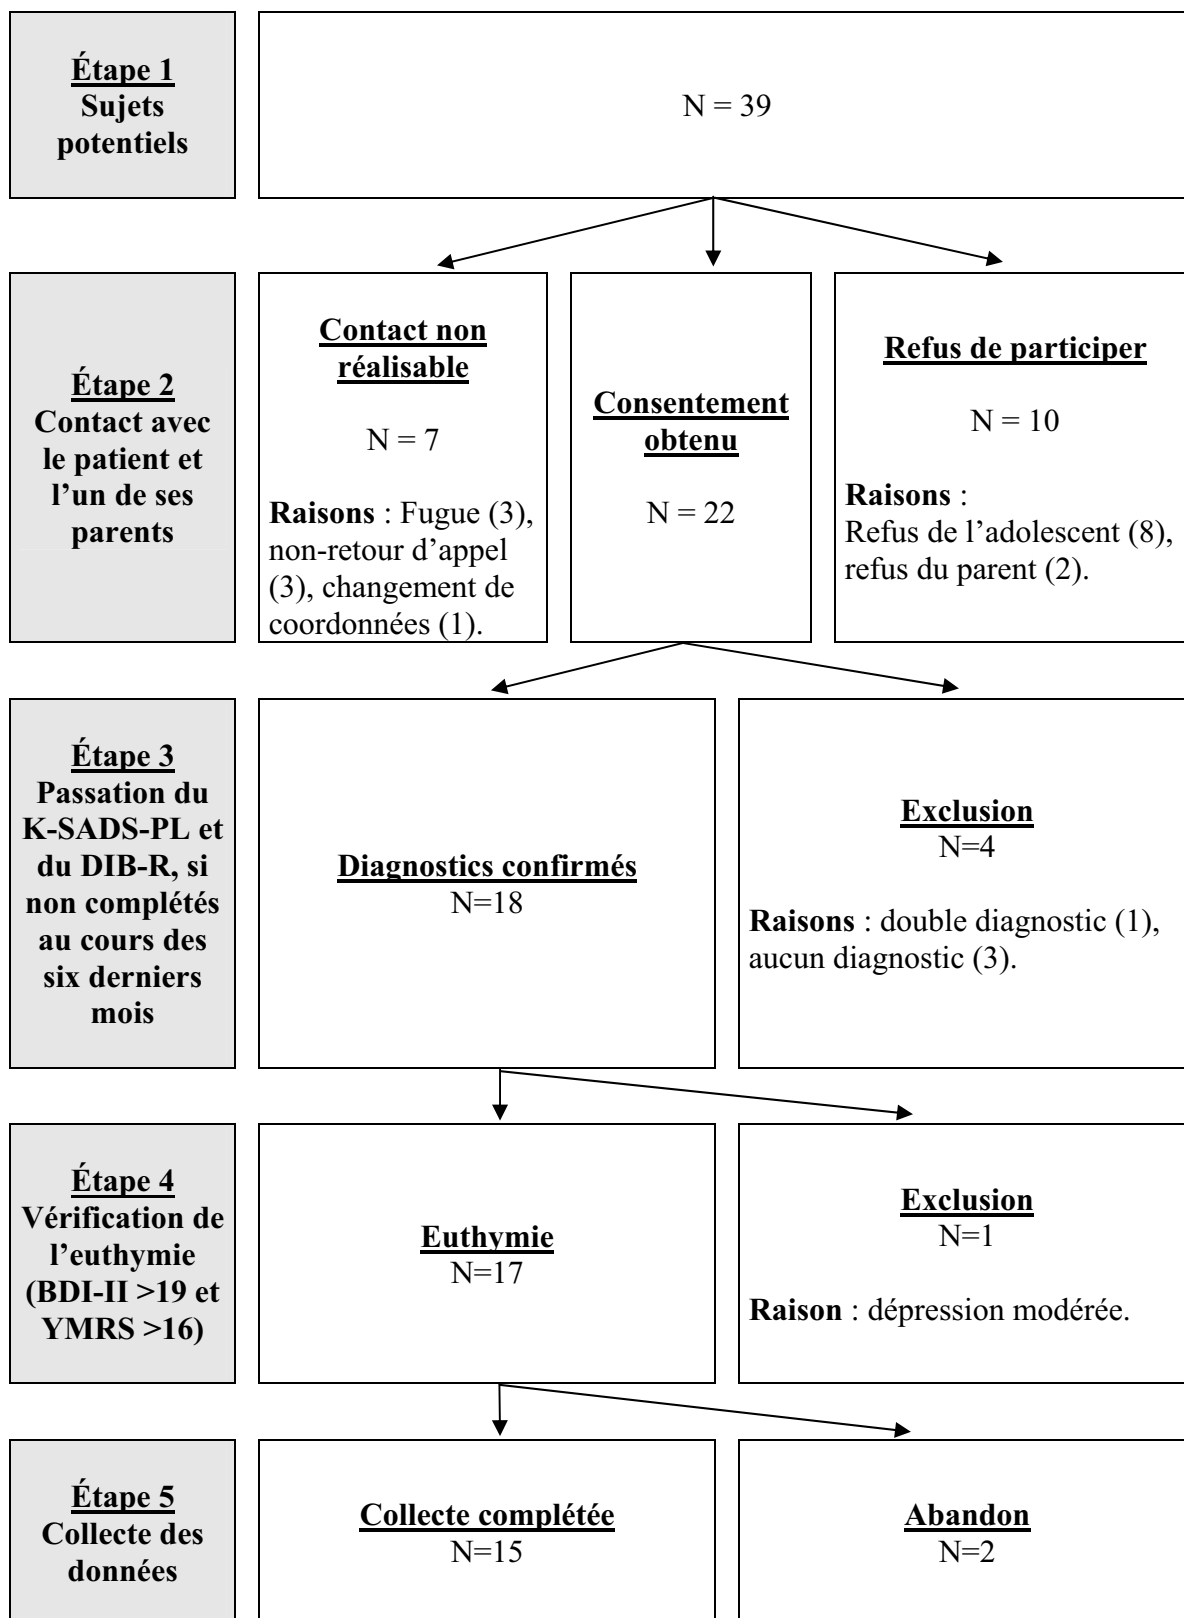 Étape 1
Sujets
potentiels
N = 39
Étape 2
Contact avec
le patient et
l’un de ses
parents
Contact non
réalisable
N = 7
Raisons : Fugue (3),
non-retour d’appel
(3), changement de
coordonnées (1).
Consentement
obtenu
N = 22
Refus de participer
N = 10
Raisons :
Refus de l’adolescent (8),
refus du parent (2).
Étape 3
Passation du
K-SADS-PL et
du DIB-R, si
non complétés
au cours des
six derniers
mois
Diagnostics confirmés
N=18
Exclusion
N=4
Raisons : double diagnostic (1),
aucun diagnostic (3).
Étape 4
Vérification de
l’euthymie
(BDI-II >19 et
YMRS >16)
Euthymie
N=17
Exclusion
N=1
Raison : dépression modérée.
Étape 5
Collecte des
données
Collecte complétée
N=15
Abandon
N=2